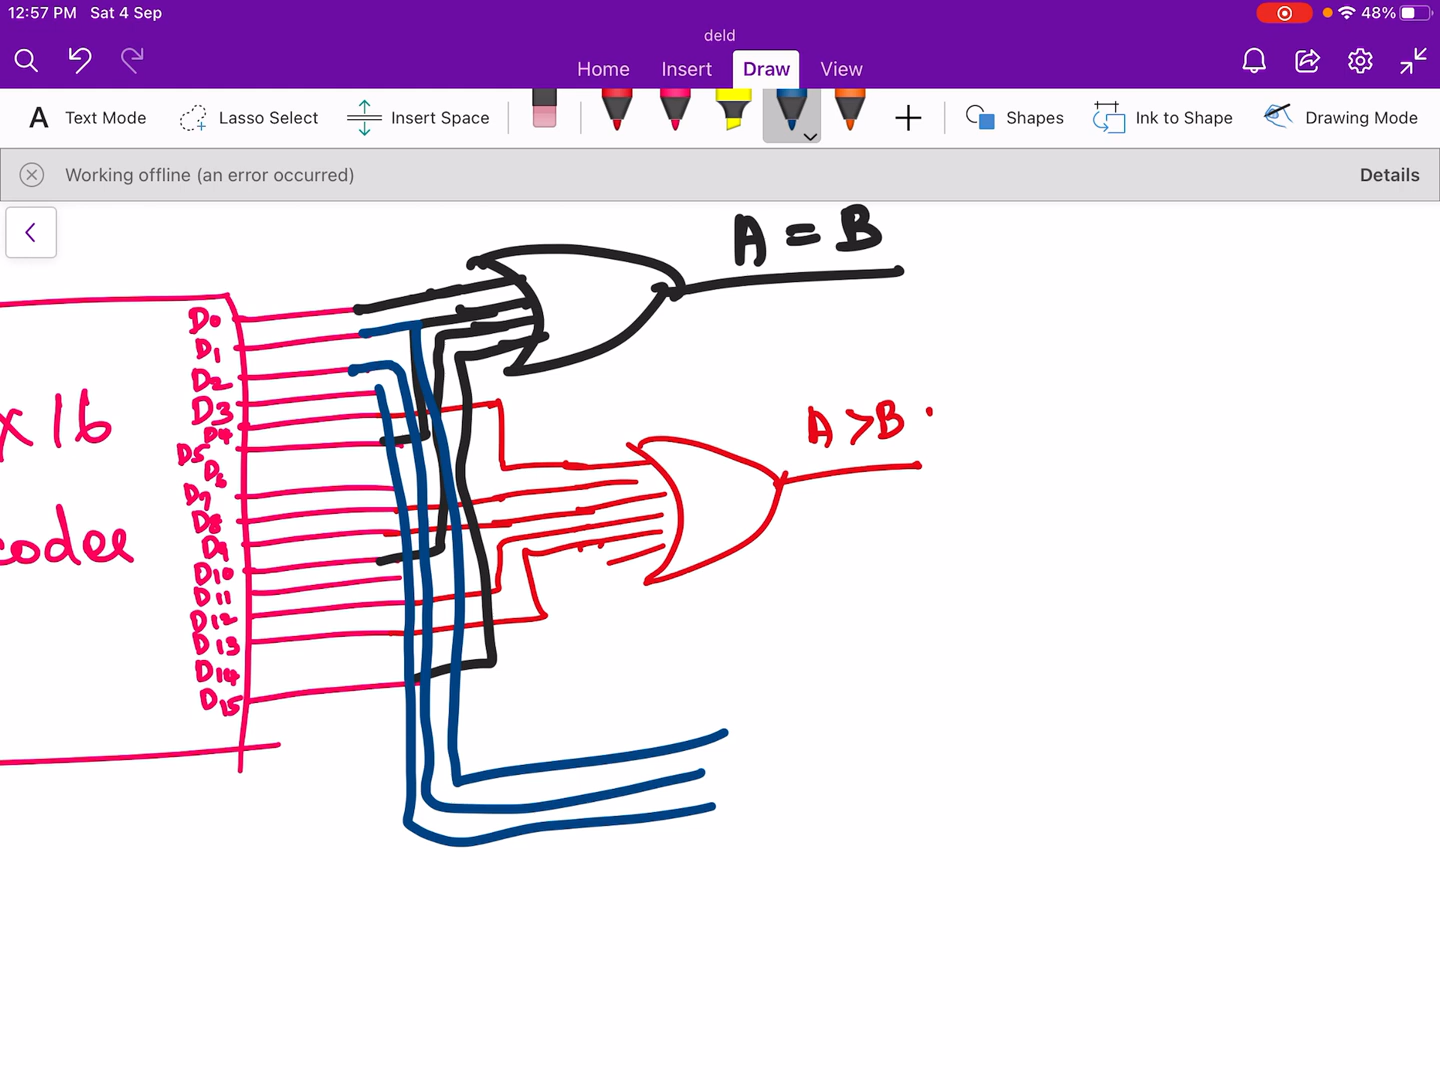 12:57 PM Sat 4 Sep
48%
deld
Home Insert Draw View
A Text Mode Lasso Select Insert Space Shapes Ink to Shape Drawing Mode
Working offline (an error occurred) Details
A = B
D0
D1
D2
D3
D4
D5
D6
D7
D8
D9
D10
D11
D12
D13
D14
D15
x 16
coder
A > B